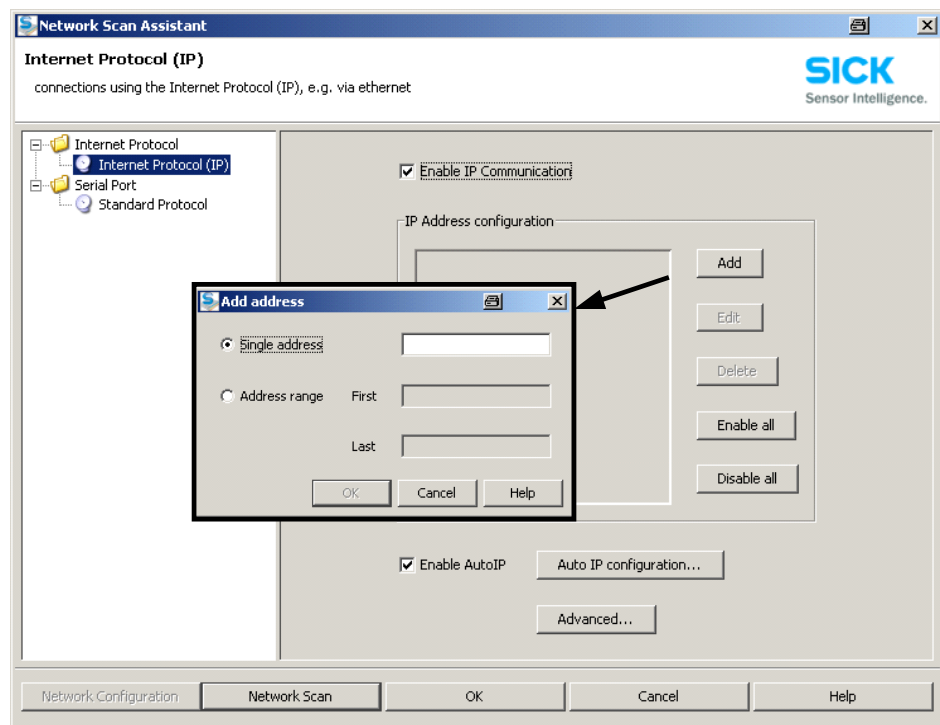 Network Scan Assistant
Internet Protocol (IP)
connections using the Internet Protocol (IP), e.g. via ethernet
SICK
Sensor Intelligence.
Internet Protocol
Internet Protocol (IP)
Serial Port
Standard Protocol
Enable IP Communication
IP Address configuration
Add
Edit
Delete
Enable all
Disable all
Add address
Single address
Address range First
Last
OK Cancel Help
Enable AutoIP Auto IP configuration...
Advanced...
Network Configuration Network Scan OK Cancel Help